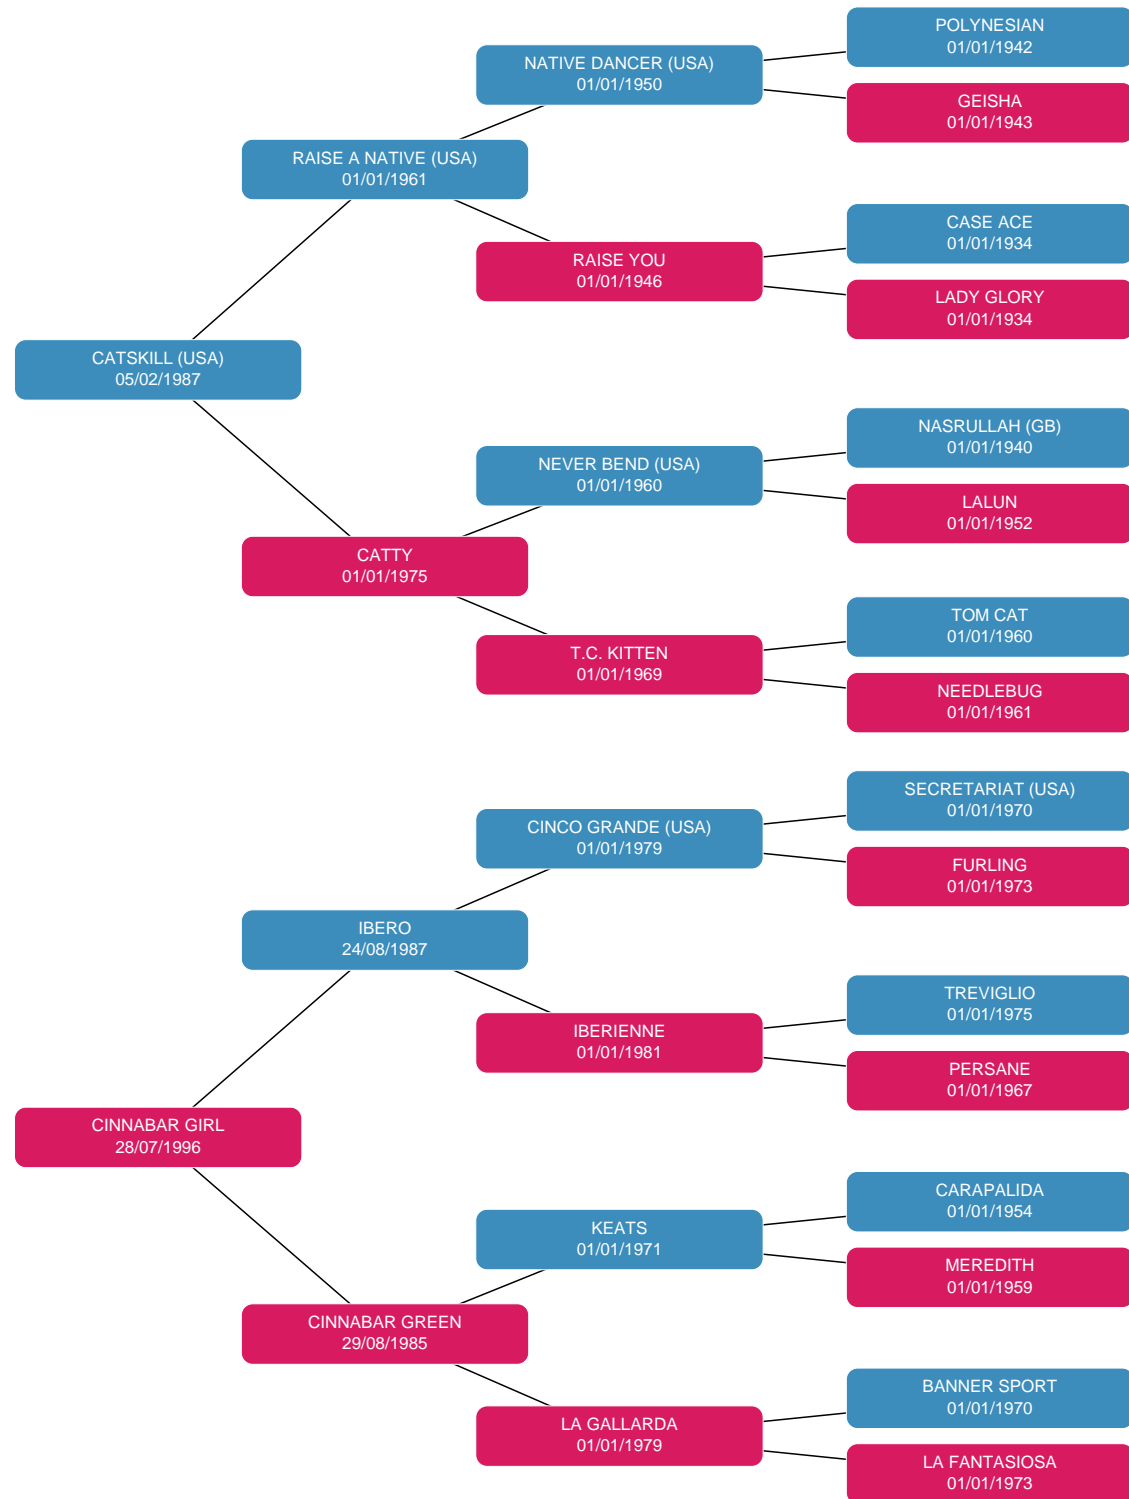 POLYNESIAN
01/01/1942
NATIVE DANCER (USA)
01/01/1950
GEISHA
01/01/1943
RAISE A NATIVE (USA)
01/01/1961
CASE ACE
01/01/1934
RAISE YOU
01/01/1946
LADY GLORY
01/01/1934
CATSKILL (USA)
05/02/1987
NASRULLAH (GB)
01/01/1940
NEVER BEND (USA)
01/01/1960
LALUN
01/01/1952
CATTY
01/01/1975
TOM CAT
01/01/1960
T.C. KITTEN
01/01/1969
NEEDLEBUG
01/01/1961
SECRETARIAT (USA)
01/01/1970
CINCO GRANDE (USA)
01/01/1979
FURLING
01/01/1973
IBERO
24/08/1987
TREVIGLIO
01/01/1975
IBERIENNE
01/01/1981
PERSANE
01/01/1967
CINNABAR GIRL
28/07/1996
CARAPALIDA
01/01/1954
KEATS
01/01/1971
MEREDITH
01/01/1959
CINNABAR GREEN
29/08/1985
BANNER SPORT
01/01/1970
LA GALLARDA
01/01/1979
LA FANTASIOSA
01/01/1973